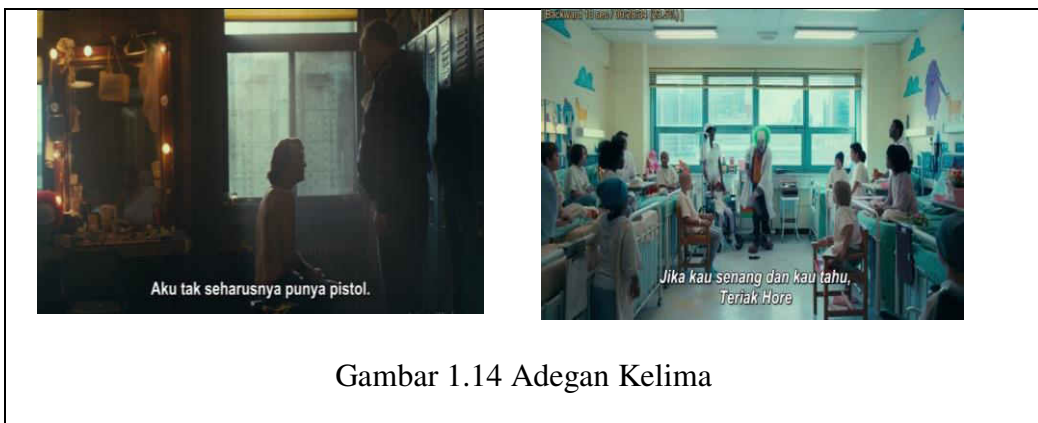 Aku tak seharusnya punya pistol.
Jika kau senang dan kau tahu,
Teriak Hore
Gambar 1.14 Adegan Kelima